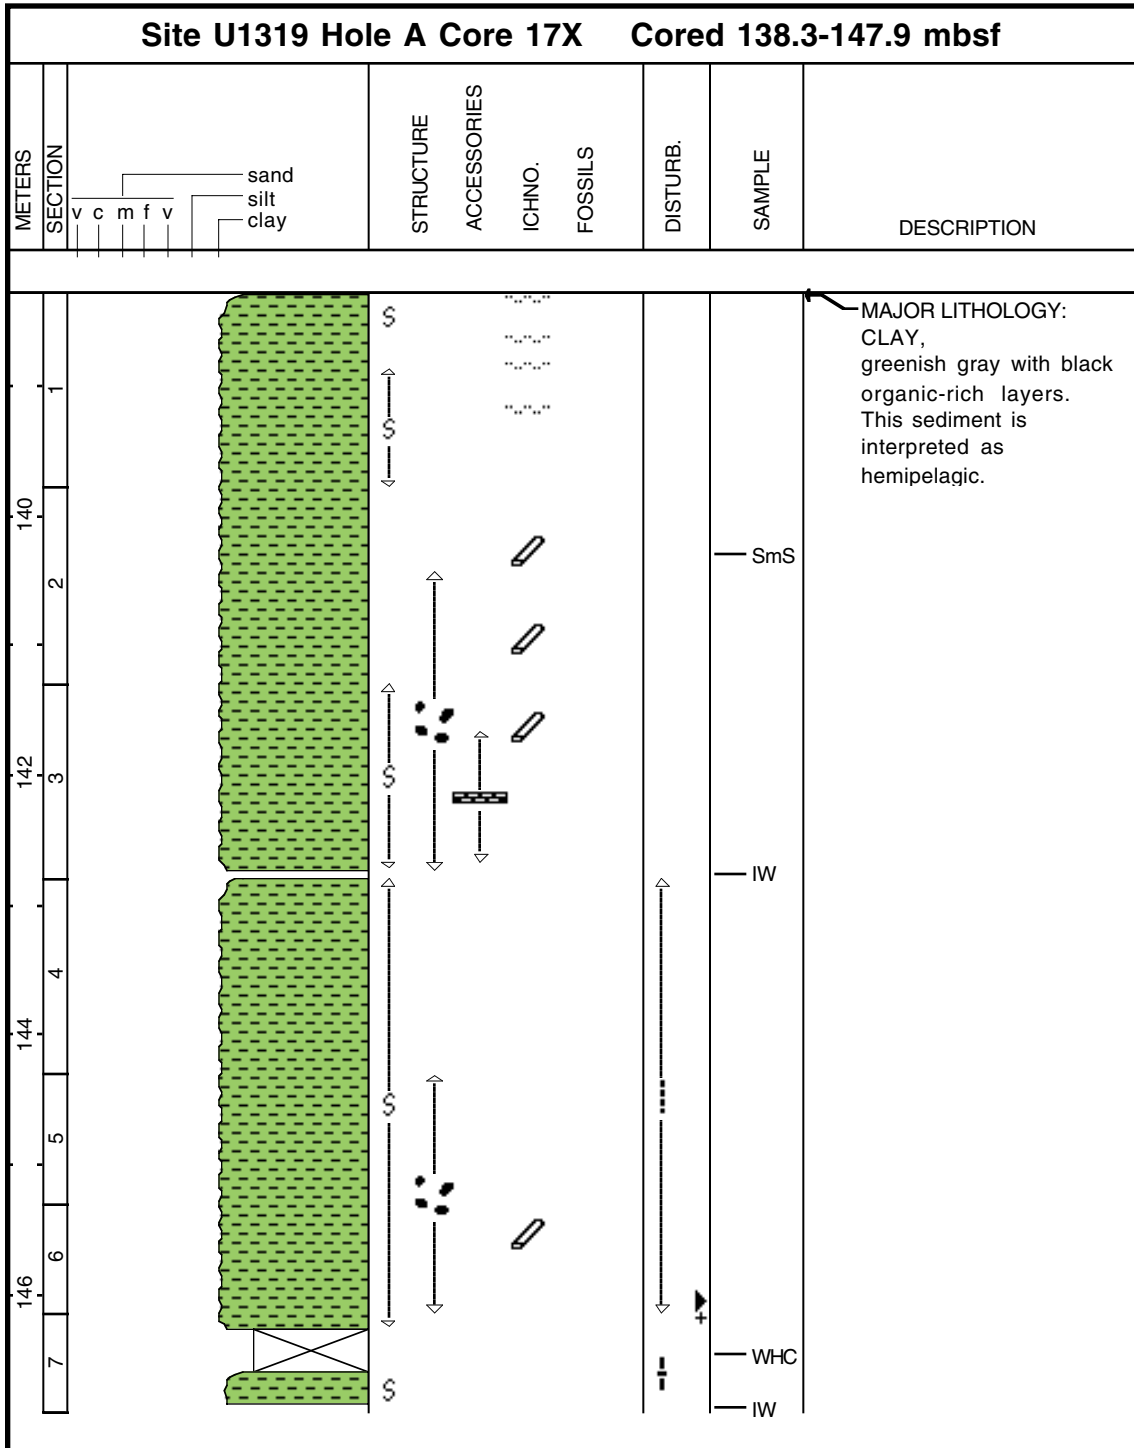 Site U1319 Hole A Core 17X Cored 138.3-147.9 mbsf
METERS
SECTION
v c m f v
sand
silt
clay
STRUCTURE
ACCESSORIES
ICHNO.
FOSSILS
DISTURB.
SAMPLE
DESCRIPTION
MAJOR LITHOLOGY:
CLAY,
greenish gray with black
organic-rich layers.
This sediment is
interpreted as
hemipelagic.
S
1
S
140
2
SmS
142
3
S
IW
4
144
S
5
6
146
7
WHC
S
IW